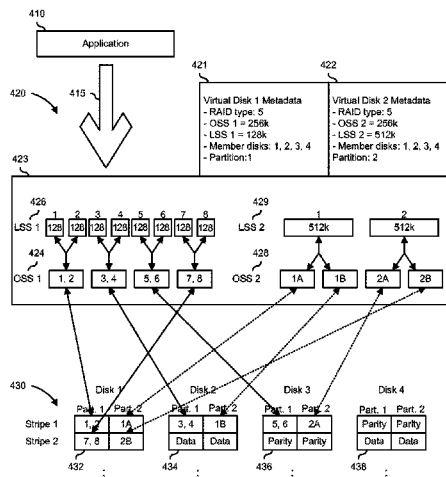 410
Application
415
420
421
422
Virtual Disk 1 Metadata
- RAID type: 5
- OSS 1 = 256k
- LSS 1 = 128k
- Member disks: 1, 2, 3, 4
- Partition:1
Virtual Disk 2 Metadata
- RAID type: 5
- OSS 2 = 256k
- LSS 2 = 512k
- Member disks: 1, 2, 3, 4
Partition: 2
423
426
1 2 3 4 5 6 7 8
LSS 1 128 128 128 128 128 128 128 128
429
1 2
LSS 2 512k 512k
424
OSS 1 1, 2 3, 4 5, 6 7, 8
428
OSS 2 1A 1B 2A 2B
430
Disk 1 Disk 2 Disk 3 Disk 4
Part. 1 Part. 2 Part. 1 Part. 2 Part. 1 Part. 2 Part. 1 Part. 2
Stripe 1 1, 2 1A 3, 4 1B 5, 6 2A Parity Parity
Stripe 2 7, 8 2B Data Data Parity Parity Data Data
432 434 436 438
: : : :